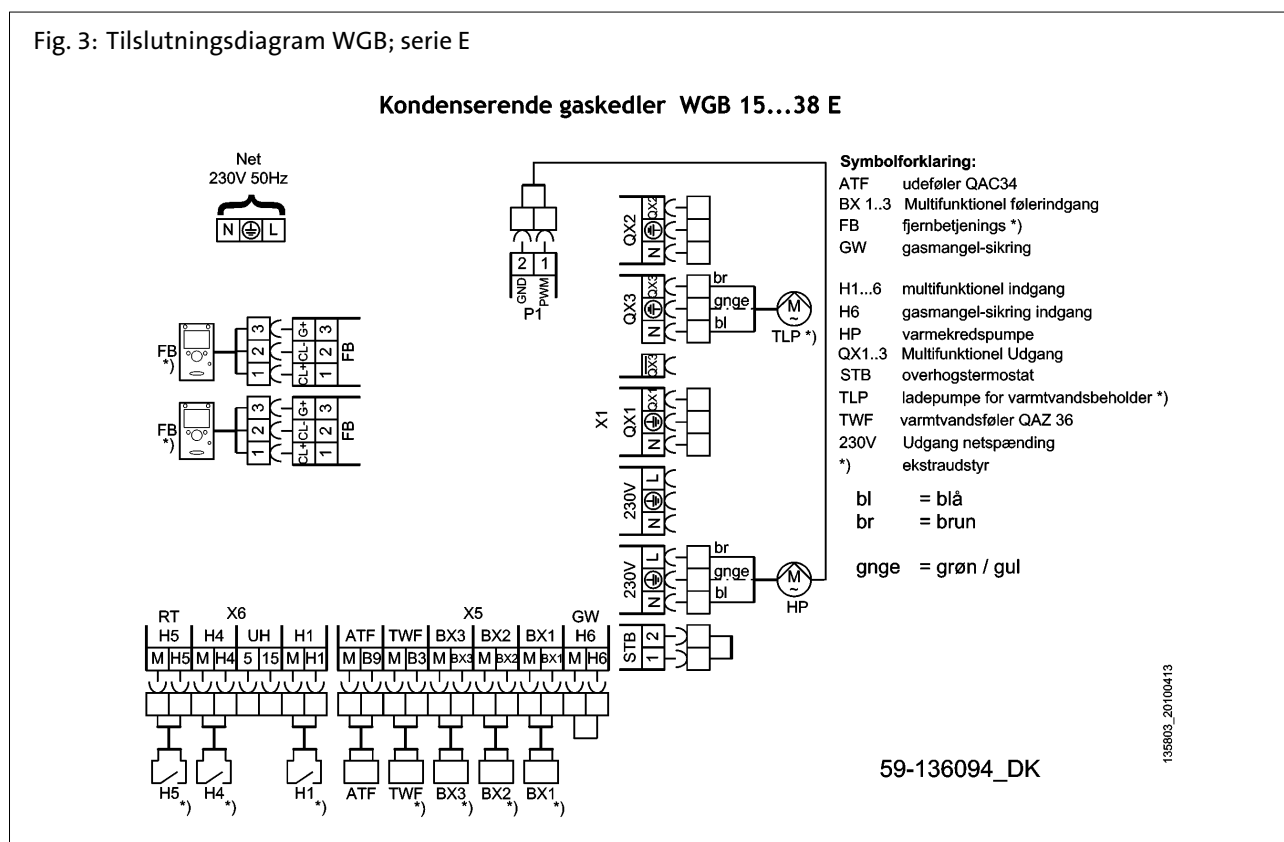 Fig. 3: Tilslutningsdiagram WGB; serie E
Kondenserende gaskedler WGB 15...38 E
Net
230V 50Hz
N L
2 1
GND PWM
P1
FB
*)
3 G+ 3
2 CL- 2
1 CL+ 1
FB
FB
*)
3 G+ 3
2 CL- 2
1 CL+ 1
FB
X1
QX2 QX2
N
QX3 QX3 br
gnge
N bl
M
~
TLP *)
QX3
QX1 QX1
N
230V L
N
230V L br
gnge
N bl
M
~
HP
STB 2
1
Symbolforklaring:
ATF udeføler QAC34
BX 1..3 Multifunktionel følerindgang
FB fjernbetjenings *)
GW gasmangel-sikring
H1...6 multifunktionel indgang
H6 gasmangel-sikring indgang
HP varmekredspumpe
QX1..3 Multifunktionel Udgang
STB overhogstermostat
TLP ladepumpe for varmtvandsbeholder *)
TWF varmtvandsføler QAZ 36
230V Udgang netspænding
*) ekstraudstyr
bl = blå
br = brun
gnge = grøn / gul
RT X6 X5 GW
H5 H4 UH H1 ATF TWF BX3 BX2 BX1 H6
M H5 M H4 5 15 M H1 M B9 M B3 M BX3 M BX2 M BX1 M H6
H5 *) H4 *) H1 *) ATF TWF *) BX3 *) BX2 *) BX1 *)
59-136094_DK
135803_20100413